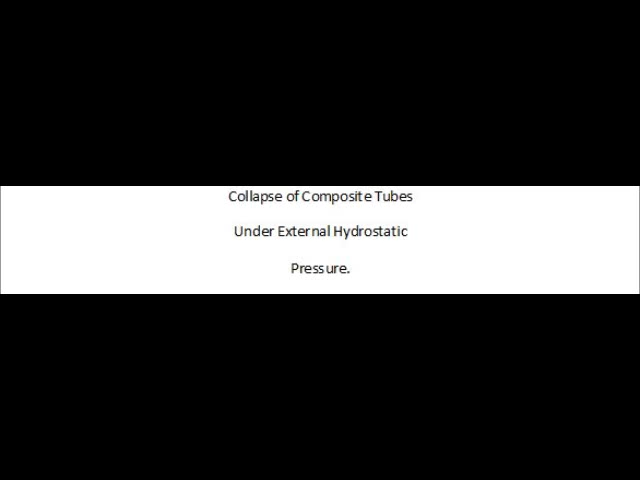 Collapse of Composite Tubes
Under External Hydrostatic
Pressure.